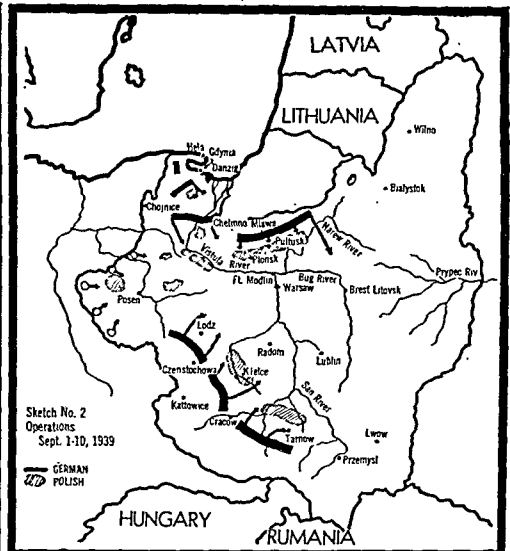 LATVIA
LITHUANIA
Wilno
Hela Gdynia
Danzig
Bialystok
Chojnice
Chelmno Mlawa
Pultusk
Narew River
Vistula
River
Plonsk
Ft. Modlin
Bug River
Prypec Riv
Posen
Warsaw
Brest Litovsk
Lodz
Radom
Lublin
Czenstochowa
Kielce
San River
Kattowice
Cracow
Tarnow
Lwow
Przemysl
Sketch No. 2
Operations
Sept. 1-10, 1939
GERMAN
POLISH
HUNGARY
RUMANIA